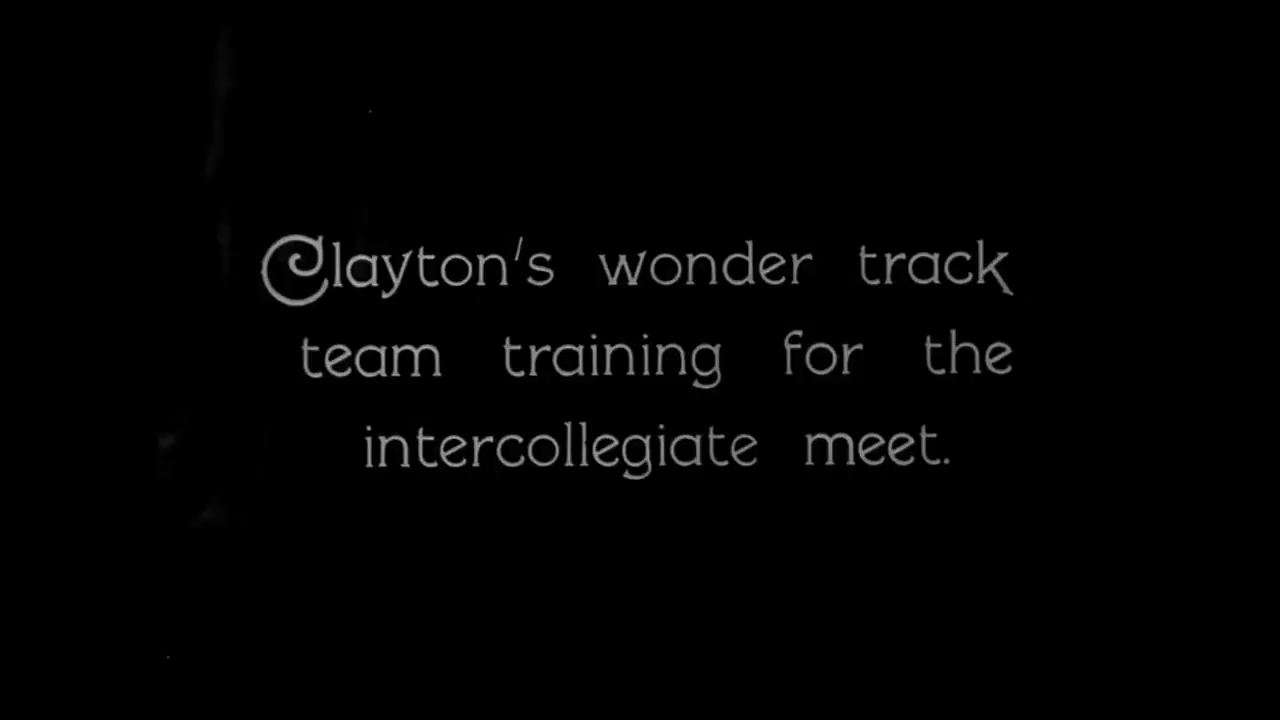 Clayton's wonder track
team training for the
intercollegiate meet.